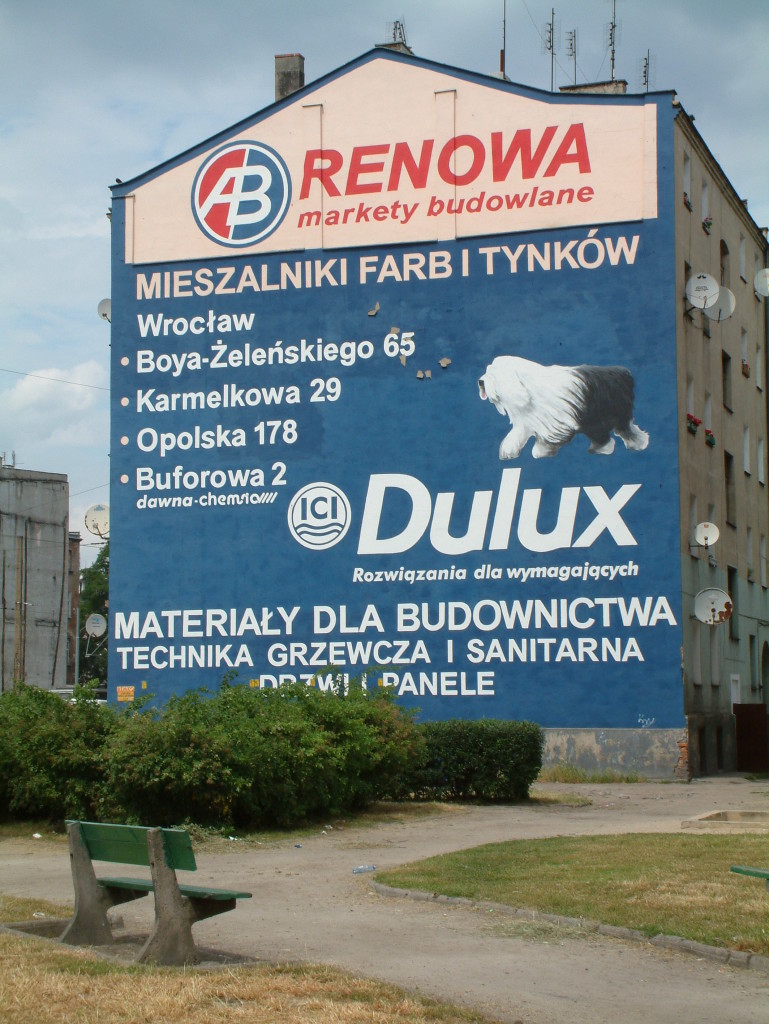 AB RENOWA
markety budowlane
MIESZALNIKI FARB I TYNKÓW
Wrocław
• Boya-Żeleńskiego 65
• Karmelkowa 29
• Opolska 178
• Buforowa 2
dawna-chemia
ICI Dulux
Rozwiązania dla wymagających
MATERIAŁY DLA BUDOWNICTWA
TECHNIKA GRZEWCZA I SANITARNA
DRZWI I PANELE